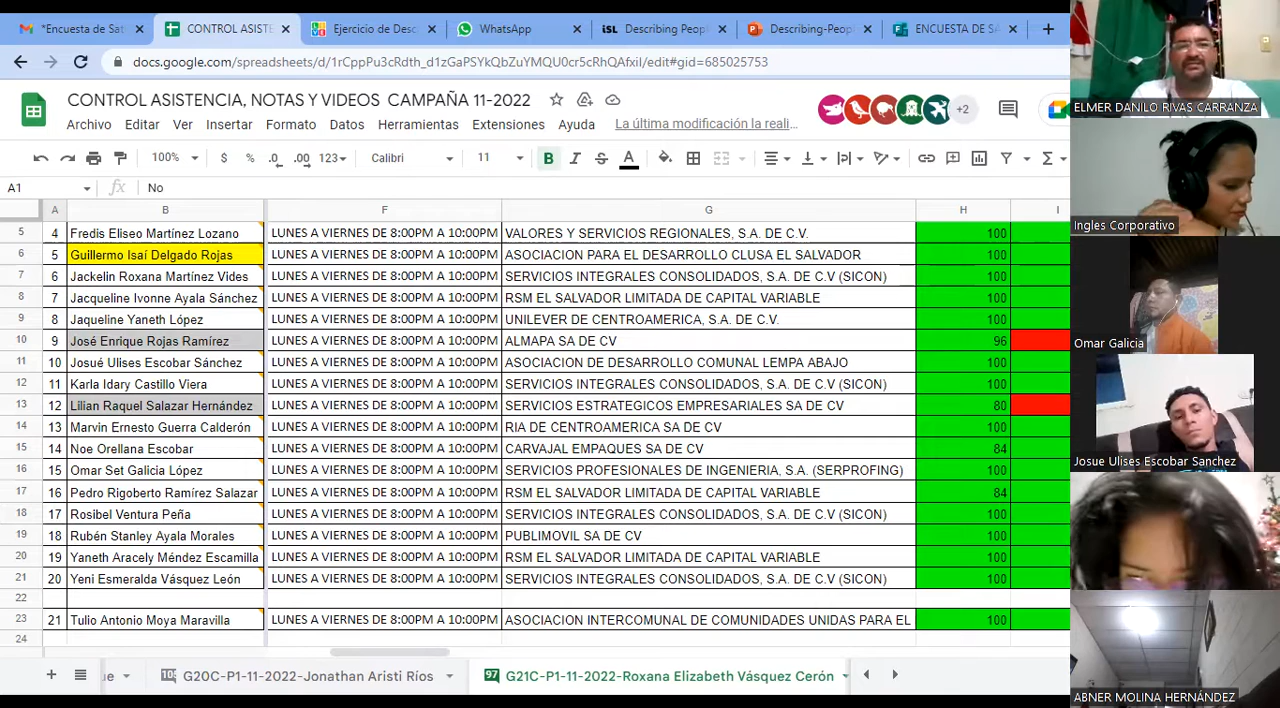 *Encuesta de Sat
CONTROL ASISTE
Ejercicio de Desc
WhatsApp
iSL Describing Peopl
Describing-Peop
ENCUESTA DE SA
docs.google.com/spreadsheets/d/
/edit#gid=685025753
CONTROL ASISTENCIA, NOTAS Y VIDEOS CAMPAÑA 11-2022
+2
Archivo Editar Ver Insertar Formato Datos Herramientas Extensiones Ayuda La última modificación la reali...
100% $ % .0 .00 123 Calibri 11 B I S A
A1 fx No
A B F G H I
5 4 Fredis Eliseo Martínez Lozano LUNES A VIERNES DE 8:00PM A 10:00PM VALORES Y SERVICIOS REGIONALES, S.A. DE C.V. 100
6 5 Guillermo Isaí Delgado Rojas LUNES A VIERNES DE 8:00PM A 10:00PM ASOCIACION PARA EL DESARROLLO CLUSA EL SALVADOR 100
7 6 Jackelin Roxana Martínez Vides LUNES A VIERNES DE 8:00PM A 10:00PM SERVICIOS INTEGRALES CONSOLIDADOS, S.A. DE C.V (SICON) 100
8 7 Jacqueline Ivonne Ayala Sánchez LUNES A VIERNES DE 8:00PM A 10:00PM RSM EL SALVADOR LIMITADA DE CAPITAL VARIABLE 100
9 8 Jaqueline Yaneth López LUNES A VIERNES DE 8:00PM A 10:00PM UNILEVER DE CENTROAMERICA, S.A. DE C.V. 100
10 9 José Enrique Rojas Ramírez LUNES A VIERNES DE 8:00PM A 10:00PM ALMAPA SA DE CV 96
11 10 Josué Ulises Escobar Sánchez LUNES A VIERNES DE 8:00PM A 10:00PM ASOCIACION DE DESARROLLO COMUNAL LEMPA ABAJO 100
12 11 Karla Idary Castillo Viera LUNES A VIERNES DE 8:00PM A 10:00PM SERVICIOS INTEGRALES CONSOLIDADOS, S.A. DE C.V (SICON) 100
13 12 Lilian Raquel Salazar Hernández LUNES A VIERNES DE 8:00PM A 10:00PM SERVICIOS ESTRATEGICOS EMPRESARIALES SA DE CV 80
14 13 Marvin Ernesto Guerra Calderón LUNES A VIERNES DE 8:00PM A 10:00PM RIA DE CENTROAMERICA SA DE CV 100
15 14 Noe Orellana Escobar LUNES A VIERNES DE 8:00PM A 10:00PM CARVAJAL EMPAQUES SA DE CV 84
16 15 Omar Set Galicia López LUNES A VIERNES DE 8:00PM A 10:00PM SERVICIOS PROFESIONALES DE INGENIERIA, S.A. (SERPROFING) 100
17 16 Pedro Rigoberto Ramírez Salazar LUNES A VIERNES DE 8:00PM A 10:00PM RSM EL SALVADOR LIMITADA DE CAPITAL VARIABLE 84
18 17 Rosibel Ventura Peña LUNES A VIERNES DE 8:00PM A 10:00PM SERVICIOS INTEGRALES CONSOLIDADOS, S.A. DE C.V (SICON) 100
19 18 Rubén Stanley Ayala Morales LUNES A VIERNES DE 8:00PM A 10:00PM PUBLIMOVIL SA DE CV 100
20 19 Yaneth Aracely Méndez Escamilla LUNES A VIERNES DE 8:00PM A 10:00PM RSM EL SALVADOR LIMITADA DE CAPITAL VARIABLE 100
21 20 Yeni Esmeralda Vásquez León LUNES A VIERNES DE 8:00PM A 10:00PM SERVICIOS INTEGRALES CONSOLIDADOS, S.A. DE C.V (SICON) 100
22
23 21 Tulio Antonio Moya Maravilla LUNES A VIERNES DE 8:00PM A 10:00PM ASOCIACION INTERCOMUNAL DE COMUNIDADES UNIDAS PARA EL 100
24
ue G20C-P1-11-2022-Jonathan Aristi Ríos 97 G21C-P1-11-2022-Roxana Elizabeth Vásquez Cerón
ELMER DANILO RIVAS CARRANZA
Ingles Corporativo
Omar Galicia
Josue Ulises Escobar Sanchez
ABNER MOLINA HERNÁNDEZ